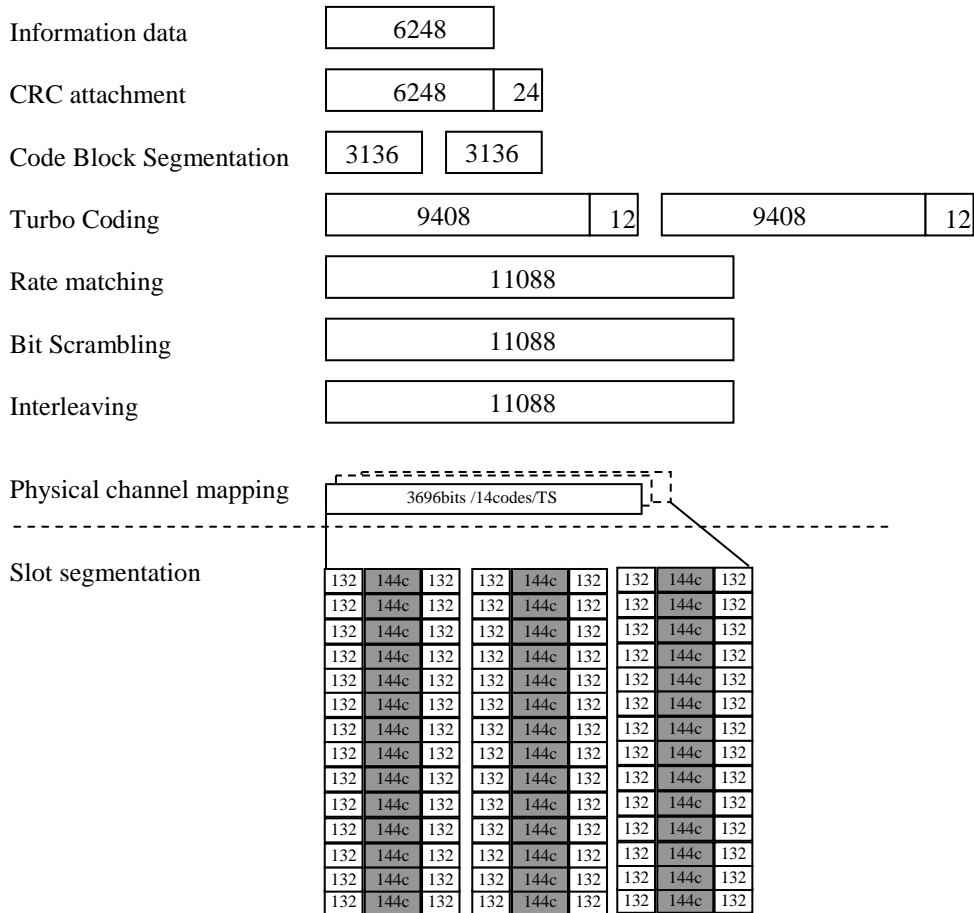 Information data 6248
CRC attachment 6248 24
Code Block Segmentation 3136 3136
Turbo Coding 9408 12 9408 12
Rate matching 11088
Bit Scrambling 11088
Interleaving 11088
Physical channel mapping 3696bits /14codes/TS
Slot segmentation
132 144c 132 132 144c 132 132 144c 132
132 144c 132 132 144c 132 132 144c 132
132 144c 132 132 144c 132 132 144c 132
132 144c 132 132 144c 132 132 144c 132
132 144c 132 132 144c 132 132 144c 132
132 144c 132 132 144c 132 132 144c 132
132 144c 132 132 144c 132 132 144c 132
132 144c 132 132 144c 132 132 144c 132
132 144c 132 132 144c 132 132 144c 132
132 144c 132 132 144c 132 132 144c 132
132 144c 132 132 144c 132 132 144c 132
132 144c 132 132 144c 132 132 144c 132
132 144c 132 132 144c 132 132 144c 132
132 144c 132 132 144c 132 132 144c 132